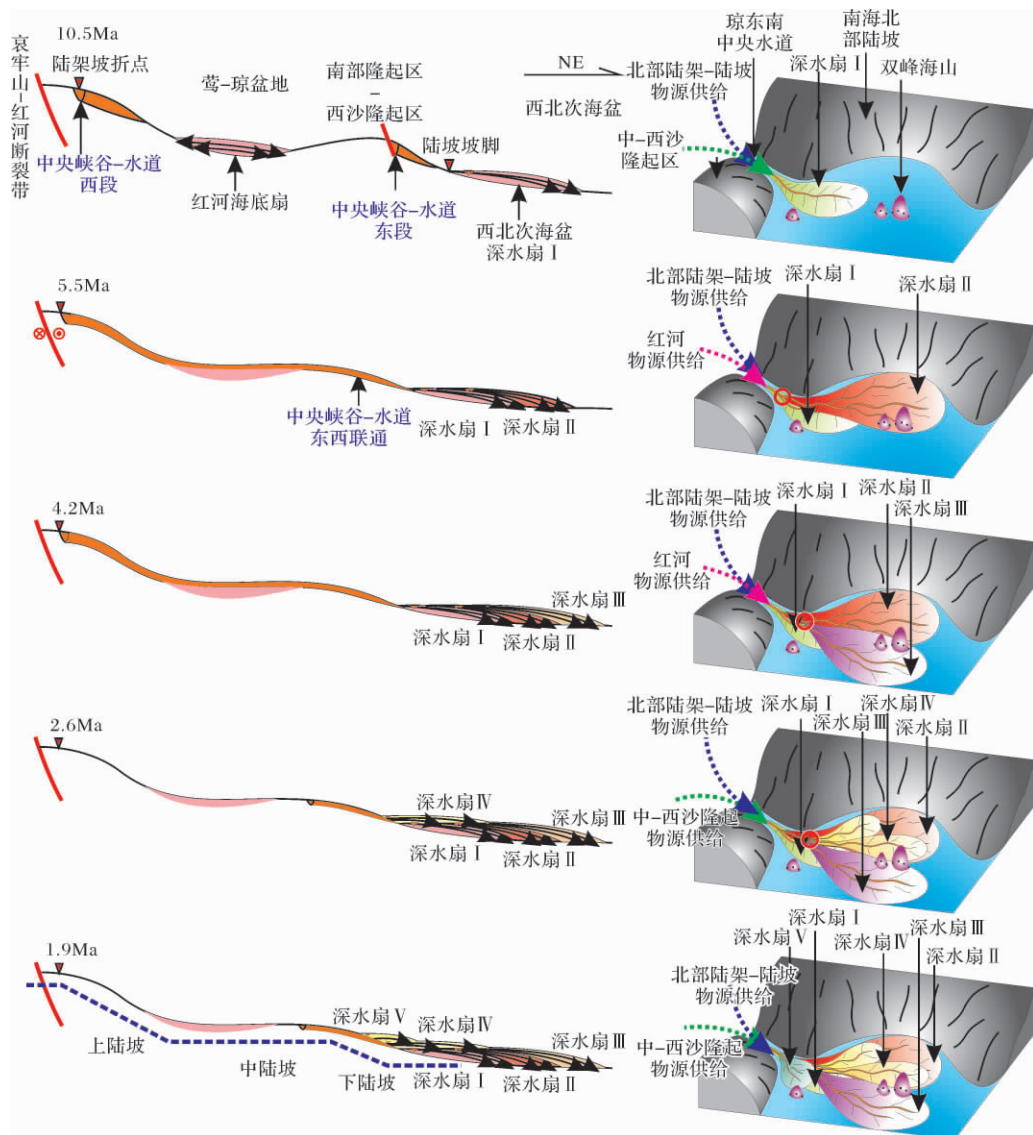 哀牢山-红河断裂带
10.5Ma
陆架坡折点
中央峡谷-水道
西段
莺-琼盆地
红河海底扇
南部隆起区
-
西沙隆起区
陆坡坡脚
中央峡谷-水道
东段
NE
西北次海盆
西北次海盆
深水扇Ⅰ
琼东南
中央水道
南海北
部陆坡
北部陆架-陆坡
物源供给
深水扇Ⅰ
双峰海山
中-西沙
隆起区
5.5Ma
中央峡谷-水道
东西联通
深水扇Ⅰ
深水扇Ⅱ
北部陆架-陆坡
物源供给
深水扇Ⅰ
深水扇Ⅱ
红河
物源供给
4.2Ma
深水扇Ⅲ
深水扇Ⅰ
深水扇Ⅱ
北部陆架-陆坡
物源供给
深水扇Ⅰ
深水扇Ⅱ
深水扇Ⅲ
红河
物源供给
2.6Ma
深水扇Ⅳ
深水扇Ⅲ
深水扇Ⅰ
深水扇Ⅱ
北部陆架-陆坡
物源供给
深水扇Ⅰ
深水扇Ⅳ
深水扇Ⅲ
深水扇Ⅱ
中-西沙隆起
物源供给
1.9Ma
上陆坡
中陆坡
下陆坡
深水扇Ⅴ
深水扇Ⅳ
深水扇Ⅲ
深水扇Ⅰ
深水扇Ⅱ
深水扇Ⅰ
深水扇Ⅲ
深水扇Ⅴ
深水扇Ⅳ
深水扇Ⅱ
北部陆架-陆坡
物源供给
中-西沙隆起
物源供给